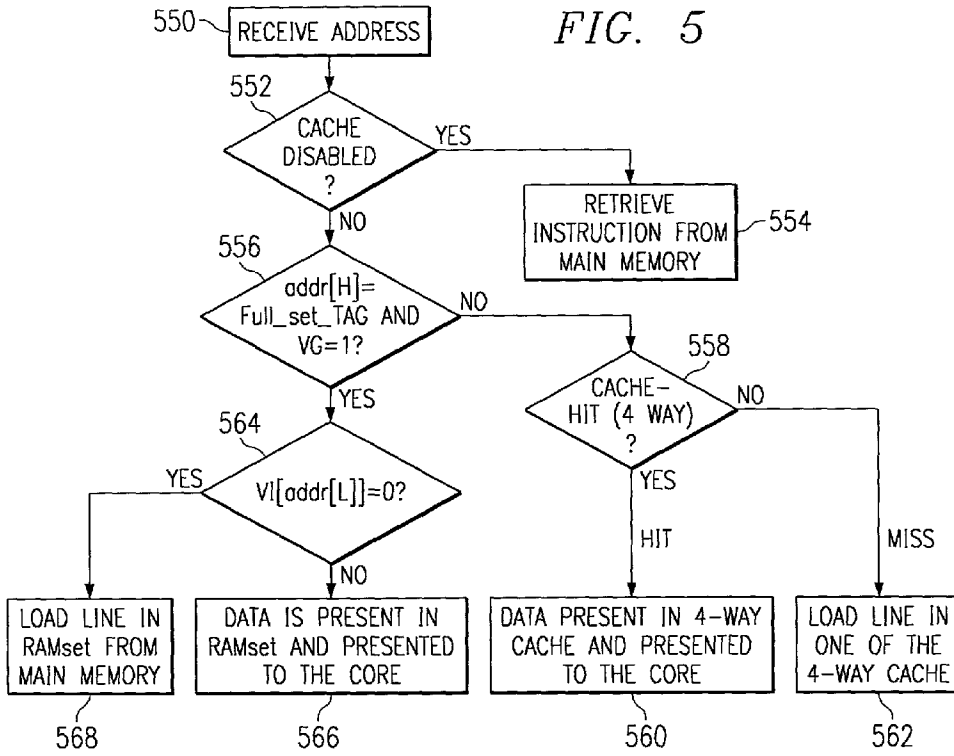 550
RECEIVE ADDRESS
FIG. 5
552
CACHE
DISABLED
?
YES
NO
RETRIEVE
INSTRUCTION FROM
MAIN MEMORY
554
556
addr[H]=
Full_set_TAG AND
VG=1?
NO
YES
558
CACHE-
HIT (4 WAY)
?
NO
YES
564
YES
VI[addr[L]]=0?
NO
HIT
MISS
LOAD LINE IN
RAMset FROM
MAIN MEMORY
DATA IS PRESENT IN
RAMset AND PRESENTED
TO THE CORE
DATA PRESENT IN 4-WAY
CACHE AND PRESENTED
TO THE CORE
LOAD LINE IN
ONE OF THE
4-WAY CACHE
568
566
560
562